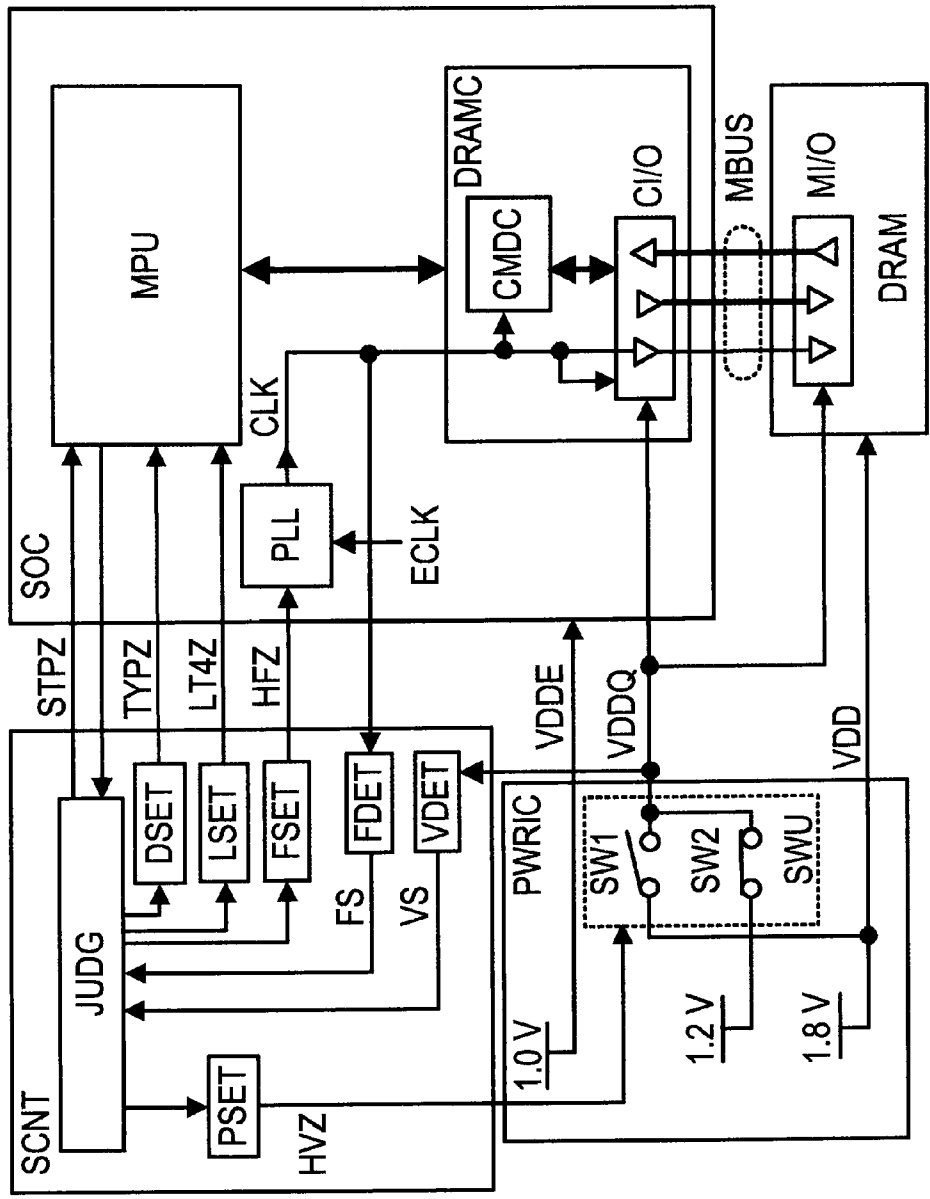 SOC
MPU
DRAMC
CMDC
CI/O
MBUS
MI/O
DRAM
CLK
PLL
ECLK
STPZ
TYPZ
LT4Z
HFZ
VDDE
VDDQ
VDD
SCNT
JUDG
DSET
LSET
FSET
FDET
VDET
FS
VS
PSET
HVZ
PWRIC
SW1
SW2
SWU
1.0 V
1.2 V
1.8 V